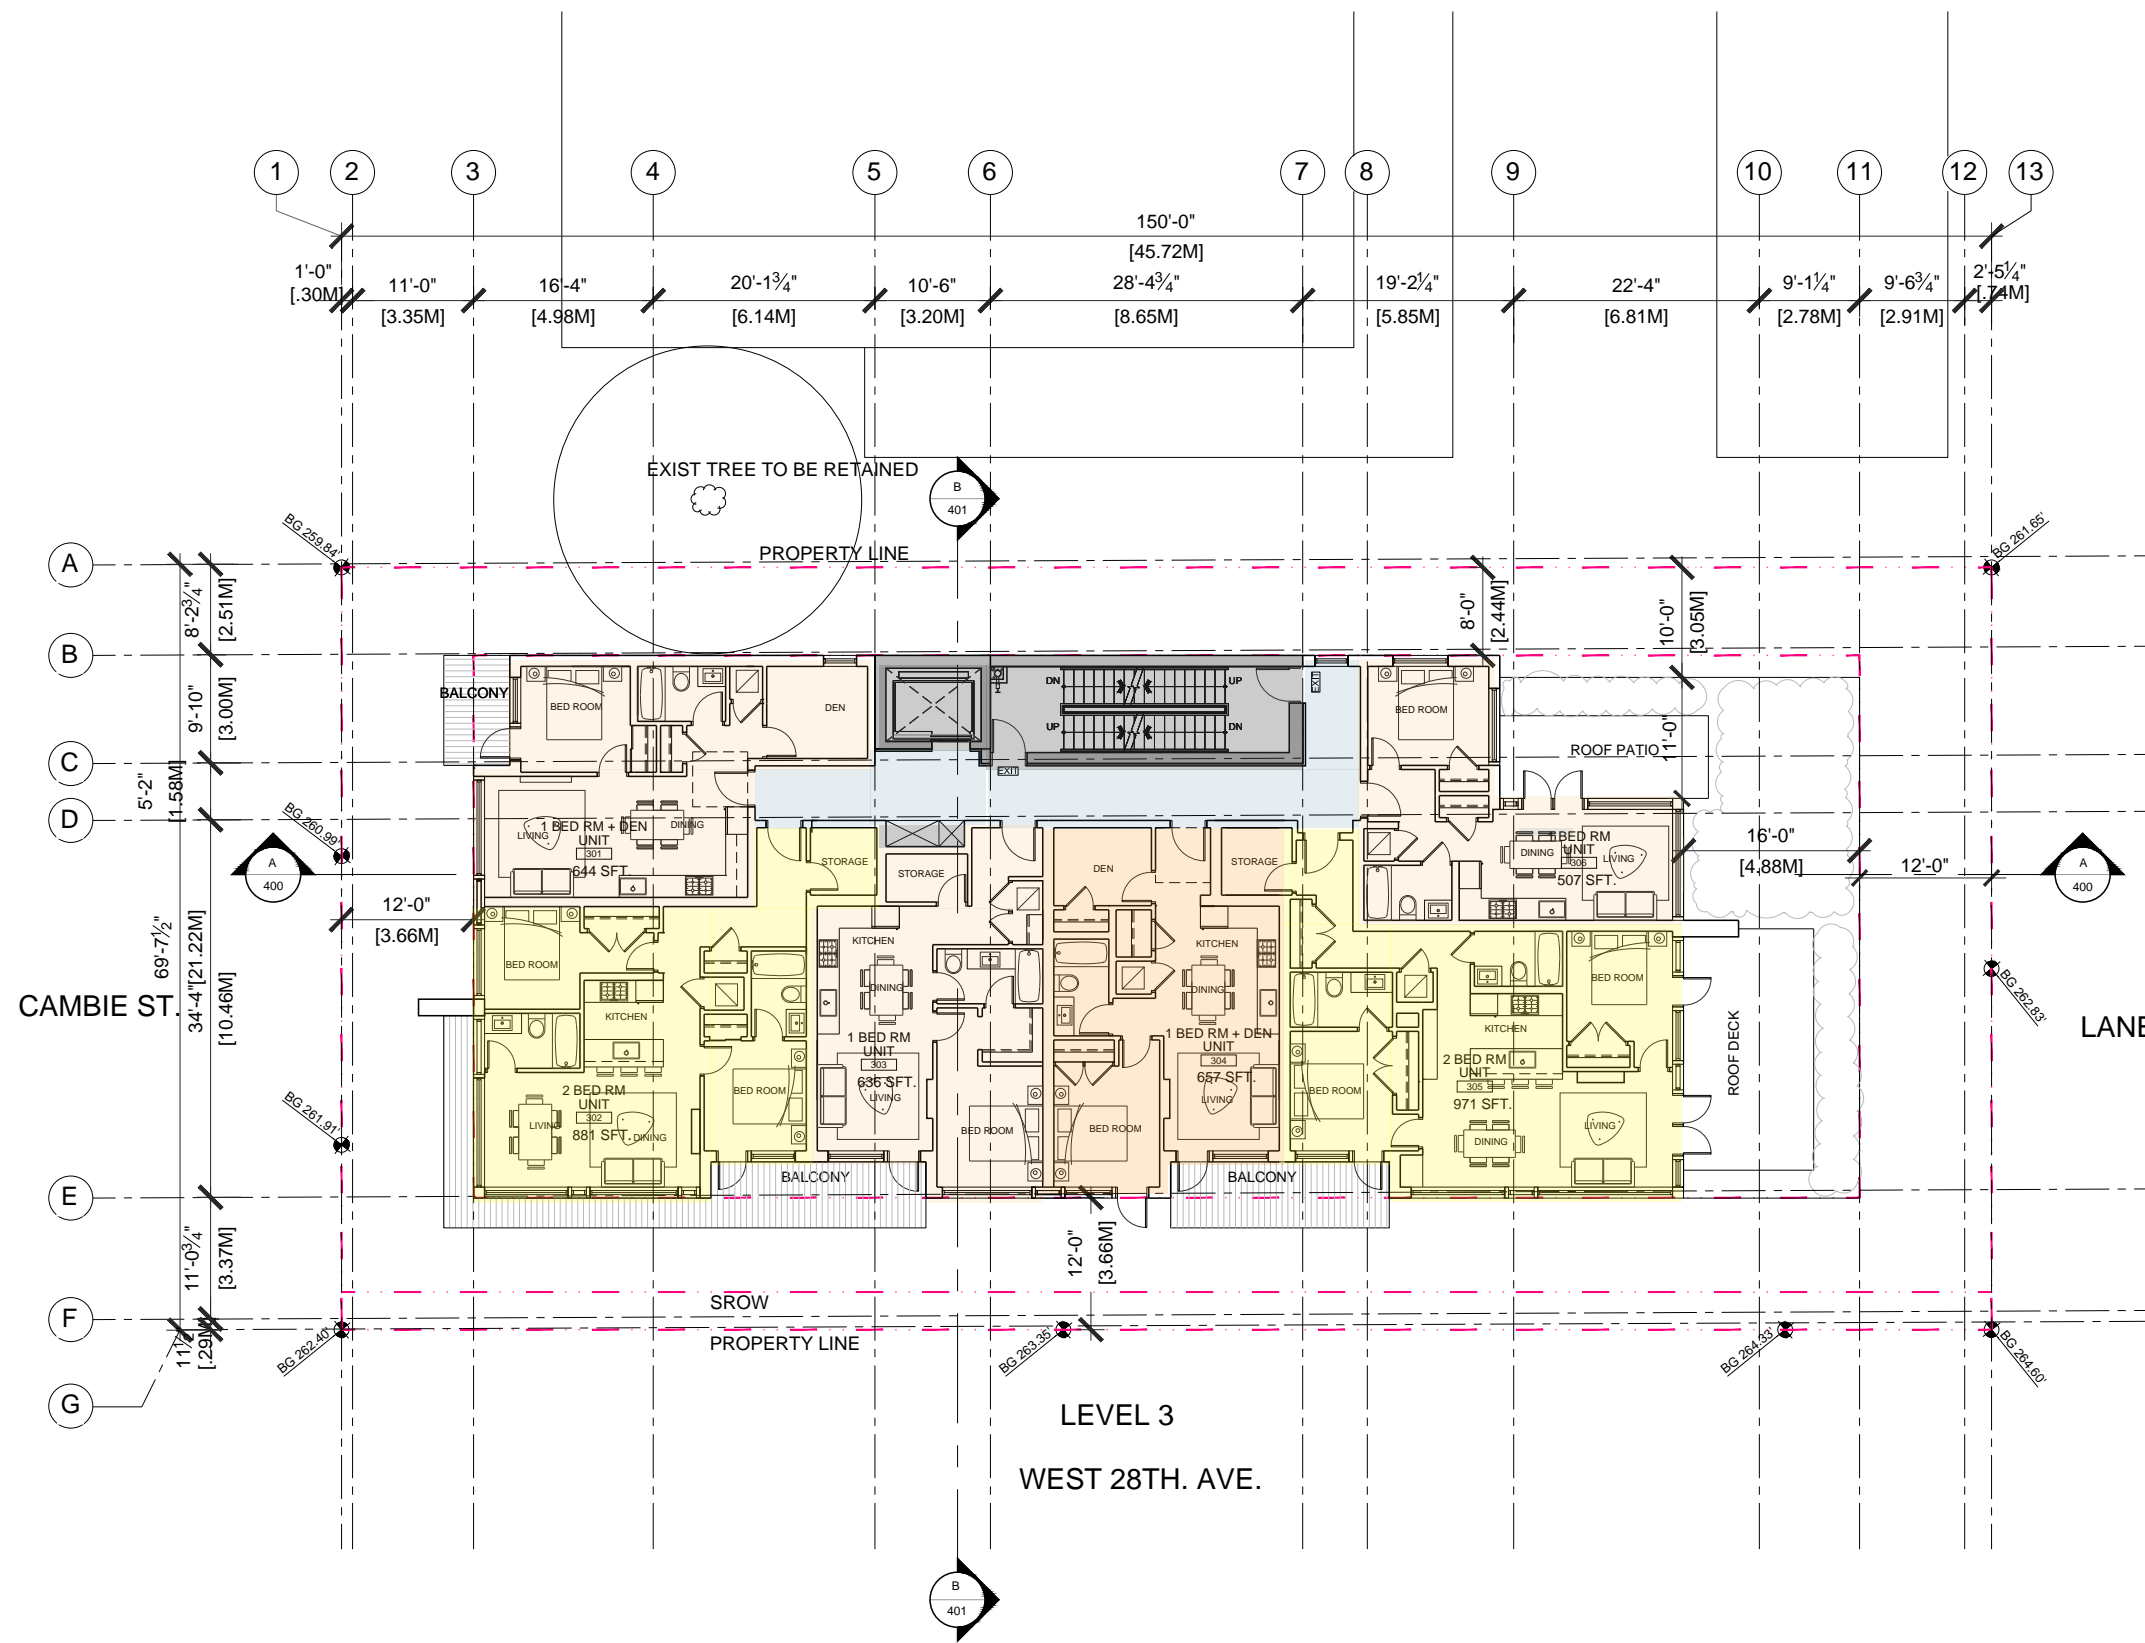 1
2
3
4
5
6
7
8
9
10
11
12
13
150'-0"
[45.72M]
1'-0"
[.30M]
11'-0"
[3.35M]
16'-4"
[4.98M]
20'-1¾"
[6.14M]
10'-6"
[3.20M]
28'-4¾"
[8.65M]
19'-2¼"
[5.85M]
22'-4"
[6.81M]
9'-1¼"
[2.78M]
9'-6¾"
[2.91M]
2'-5¼"
[.74M]
EXIST TREE TO BE RETAINED
B
401
PROPERTY LINE
BG 259.84'
BG 261.65'
A
B
C
D
E
F
G
8'-2¾"
[2.51M]
9'-10"
[3.00M]
5'-2"
[1.58M]
69'-7½"
[21.22M]
34'-4"
[10.46M]
11'-0¾"
[3.37M]
11½"
[.29M]
8'-0"
[2.44M]
10'-0"
[3.05M]
11'-0"
BALCONY
BED ROOM
DEN
DN
UP
UP
DN
EXIT
EXIT
BED ROOM
ROOF PATIO
BG 260.99'
A
400
LIVING
1 BED RM + DEN
UNIT
301
644 SFT.
DINING
STORAGE
STORAGE
DEN
STORAGE
1 BED RM
UNIT
306
507 SFT.
DINING
LIVING
16'-0"
[4.88M]
12'-0"
A
400
12'-0"
[3.66M]
CAMBIE ST.
LANE
BG 262.83'
BED ROOM
KITCHEN
2 BED RM
UNIT
302
881 SFT.
LIVING
DINING
BED ROOM
KITCHEN
DINING
1 BED RM
UNIT
303
636 SFT.
LIVING
BED ROOM
BALCONY
KITCHEN
DINING
1 BED RM + DEN
UNIT
304
657 SFT.
LIVING
BED ROOM
BALCONY
BED ROOM
KITCHEN
2 BED RM
UNIT
305
971 SFT.
DINING
LIVING
BED ROOM
ROOF DECK
BG 261.91'
12'-0"
[3.66M]
SROW
PROPERTY LINE
BG 262.40'
BG 263.35'
BG 264.33'
BG 264.60'
LEVEL 3
WEST 28TH. AVE.
B
401